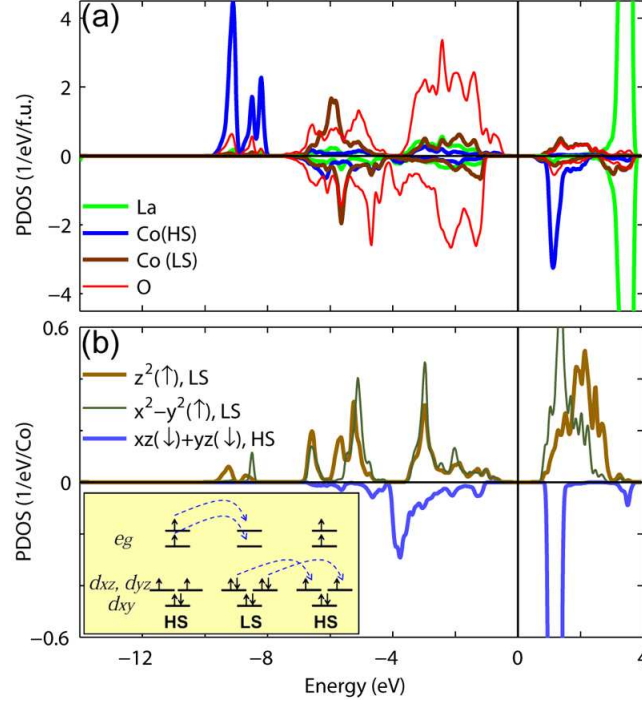 (a)
PDOS (1/eV/f.u.)
4
2
0
−2
−4
La
Co(HS)
Co (LS)
O
(b)
PDOS (1/eV/Co)
0.6
0
−0.6
z²(↑), LS
x²−y²(↑), LS
xz(↓)+yz(↓), HS
eg
dxz, dyz
dxy
HS LS HS
−12 −8 −4 0 4
Energy (eV)